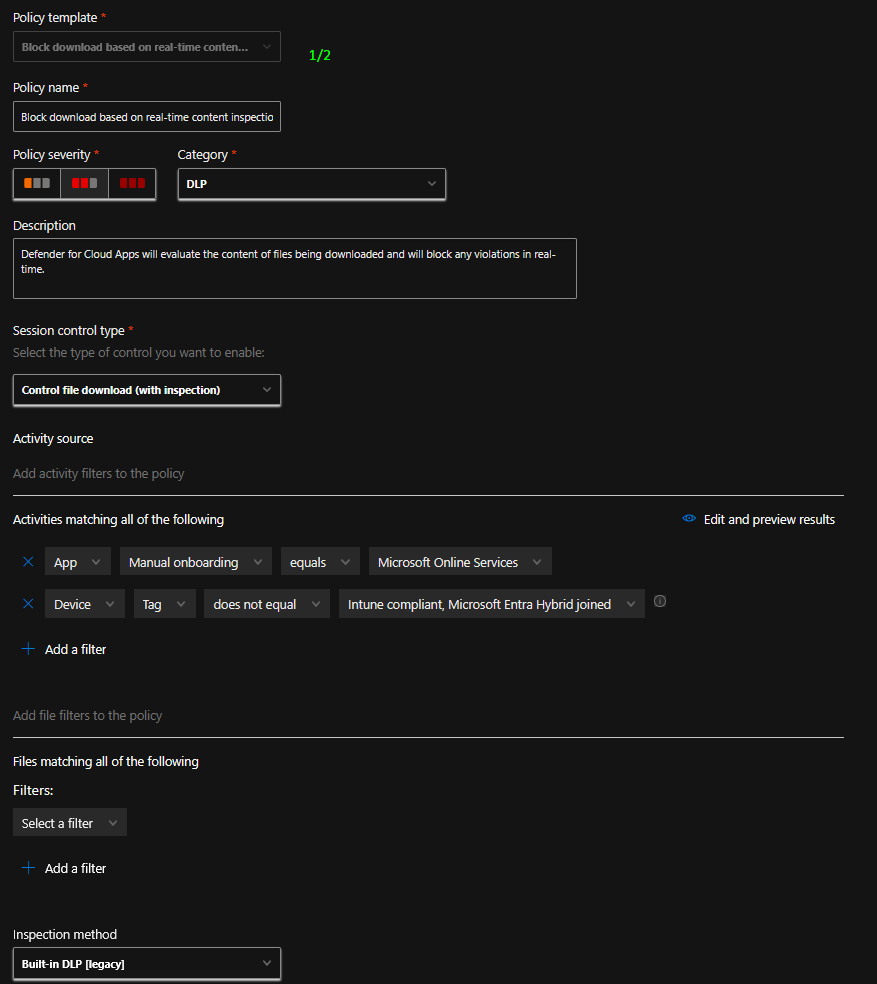 Policy template *
Block download based on real-time conten...
1/2
Policy name *
Block download based on real-time content inspectio
Policy severity *
Category *
DLP
Description
Defender for Cloud Apps will evaluate the content of files being downloaded and will block any violations in real-
time.
Session control type *
Select the type of control you want to enable:
Control file download (with inspection)
Activity source
Add activity filters to the policy
Activities matching all of the following
Edit and preview results
App Manual onboarding equals Microsoft Online Services
Device Tag does not equal Intune compliant, Microsoft Entra Hybrid joined
Add a filter
Add file filters to the policy
Files matching all of the following
Filters:
Select a filter
Add a filter
Inspection method
Built-in DLP [legacy]